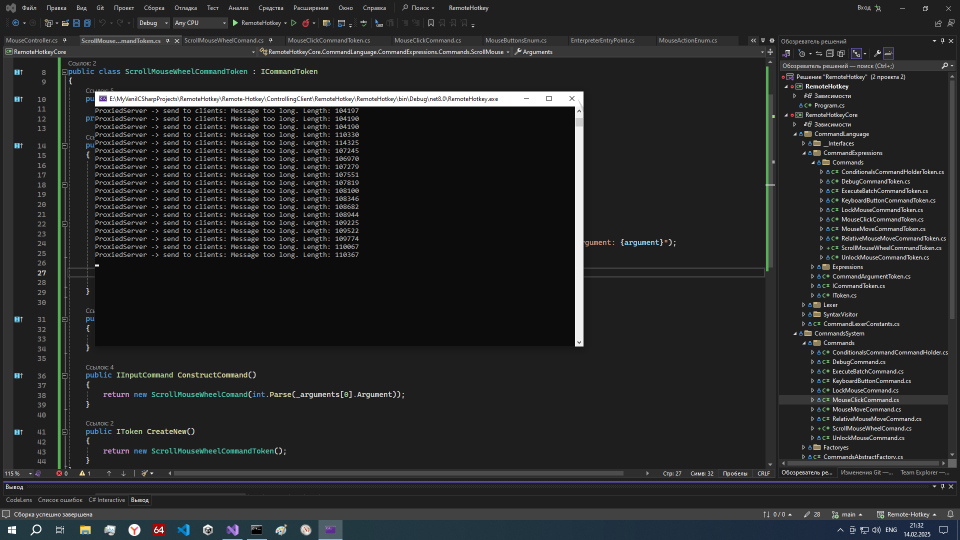 Файл Правка Вид Git Проект Сборка Отладка Тест Анализ Средства Расширения Окно Справка Поиск RemoteHotkey Вход
Debug Any CPU RemoteHotkey
MouseController.cs ScrollMouse...mandToken.cs ScrollMouseWheelComand.cs MouseClickCommandToken.cs MouseClickCommand.cs MouseButtonsEnum.cs EnterpreterEntryPoint.cs MouseActionEnum.cs
RemoteHotkeyCore RemoteHotkeyCore.CommandLanguage.CommandExpressions.Commands.ScrollMouse Arguments
Ссылок: 2
8 public class ScrollMouseWheelCommandToken : ICommandToken
9 {
E:\MyVanilCSharpProjects\RemoteHotkey\Remote-Hotkey\ControllingClient\RemoteHotkey\RemoteHotkey\bin\Debug\net8.0\RemoteHotkey.exe
ProxiedServer -> send to clients: Message too long. Length: 104197
ProxiedServer -> send to clients: Message too long. Length: 104190
ProxiedServer -> send to clients: Message too long. Length: 104190
ProxiedServer -> send to clients: Message too long. Length: 110330
ProxiedServer -> send to clients: Message too long. Length: 114325
ProxiedServer -> send to clients: Message too long. Length: 107245
ProxiedServer -> send to clients: Message too long. Length: 106970
ProxiedServer -> send to clients: Message too long. Length: 107270
ProxiedServer -> send to clients: Message too long. Length: 107551
ProxiedServer -> send to clients: Message too long. Length: 107819
ProxiedServer -> send to clients: Message too long. Length: 108100
ProxiedServer -> send to clients: Message too long. Length: 108346
ProxiedServer -> send to clients: Message too long. Length: 108682
ProxiedServer -> send to clients: Message too long. Length: 108944
ProxiedServer -> send to clients: Message too long. Length: 109225
ProxiedServer -> send to clients: Message too long. Length: 109522
ProxiedServer -> send to clients: Message too long. Length: 109774
ProxiedServer -> send to clients: Message too long. Length: 110067
ProxiedServer -> send to clients: Message too long. Length: 110367
10 pu
11
12 pr
13
14 pu
15 {
16
17
18
19
20
21
22
23
24 rgument: {argument}");
25
26
27
28
29 }
30
31 pu
32 {
33
34 }
35
Ссылок: 4
36 public IInputCommand ConstructCommand()
37 {
38 return new ScrollMouseWheelComand(int.Parse(_arguments[0].Argument));
39 }
40
Ссылок: 2
41 public IToken CreateNew()
42 {
43 return new ScrollMouseWheelCommandToken();
44 }
115 % 0 1 Стр: 27 Симв: 32 Пробелы CRLF
Обозреватель решений
Обозреватель решений — поиск (Ctrl+;)
Решение "RemoteHotkey" (2 проекта)
RemoteHotkey
Зависимости
C# Program.cs
RemoteHotkeyCore
Зависимости
CommandLanguage
__Interfaces
CommandExpressions
Commands
C# ConditionalsCommandHolderToken.cs
C# DebugCommandToken.cs
C# ExecuteBatchCommandToken.cs
C# KeyboardButtonCommandToken.cs
C# LockMouseCommandToken.cs
C# MouseClickCommandToken.cs
C# MouseMoveCommandToken.cs
C# RelativeMouseMoveCommandToken.cs
C# ScrollMouseWheelCommandToken.cs
C# UnlockMouseCommandToken.cs
Expressions
C# CommandArgumentToken.cs
C# ICommandToken.cs
C# IToken.cs
Lexer
SyntaxVisitor
C# CommandLexerConstants.cs
CommandsSystem
Commands
C# ConditionalsCommandCommandHolder.cs
C# DebugCommand.cs
C# ExecuteBatchCommand.cs
C# KeyboardButtonCommand.cs
C# LockMouseCommand.cs
C# MouseClickCommand.cs
C# MouseMoveCommand.cs
C# RelativeMouseMoveCommand.cs
C# ScrollMouseWheelComand.cs
C# UnlockMouseCommand.cs
Factoryes
C# CommandsAbstractFactory.cs
Обозреватель ре... Изменения Git -... Team Explorer -...
Вывод
CodeLens Список ошибок C# Interactive Вывод
Сборка успешно завершена 0 / 0 28 main Remote-Hotkey
64 ENG 21:32
14.02.2025